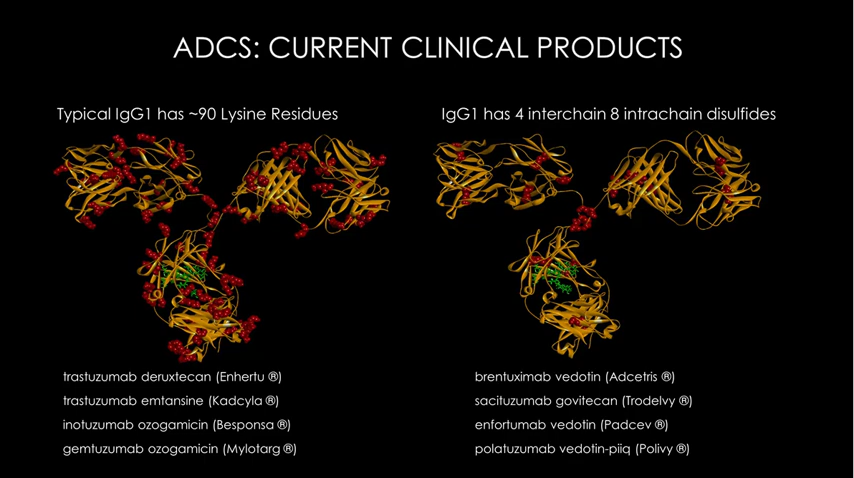 ADCS: CURRENT CLINICAL PRODUCTS
Typical IgG1 has ~90 Lysine Residues
IgG1 has 4 interchain 8 intrachain disulfides
trastuzumab deruxtecan (Enhertu ®)
trastuzumab emtansine (Kadcyla ®)
inotuzumab ozogamicin (Besponsa ®)
gemtuzumab ozogamicin (Mylotarg ®)
brentuximab vedotin (Adcetris ®)
sacituzumab govitecan (Trodelvy ®)
enfortumab vedotin (Padcev ®)
polatuzumab vedotin-piiq (Polivy ®)